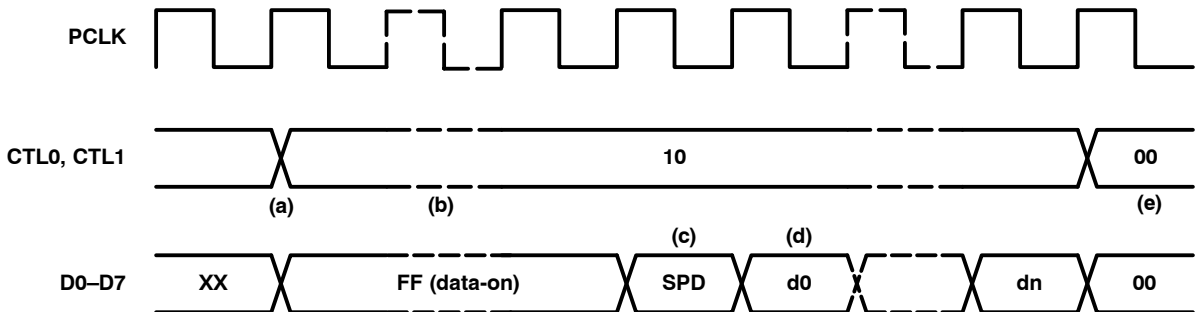 PCLK
CTL0, CTL1 10 00
(a) (b) (e)
(c) (d)
D0–D7 XX FF (data-on) SPD d0 dn 00